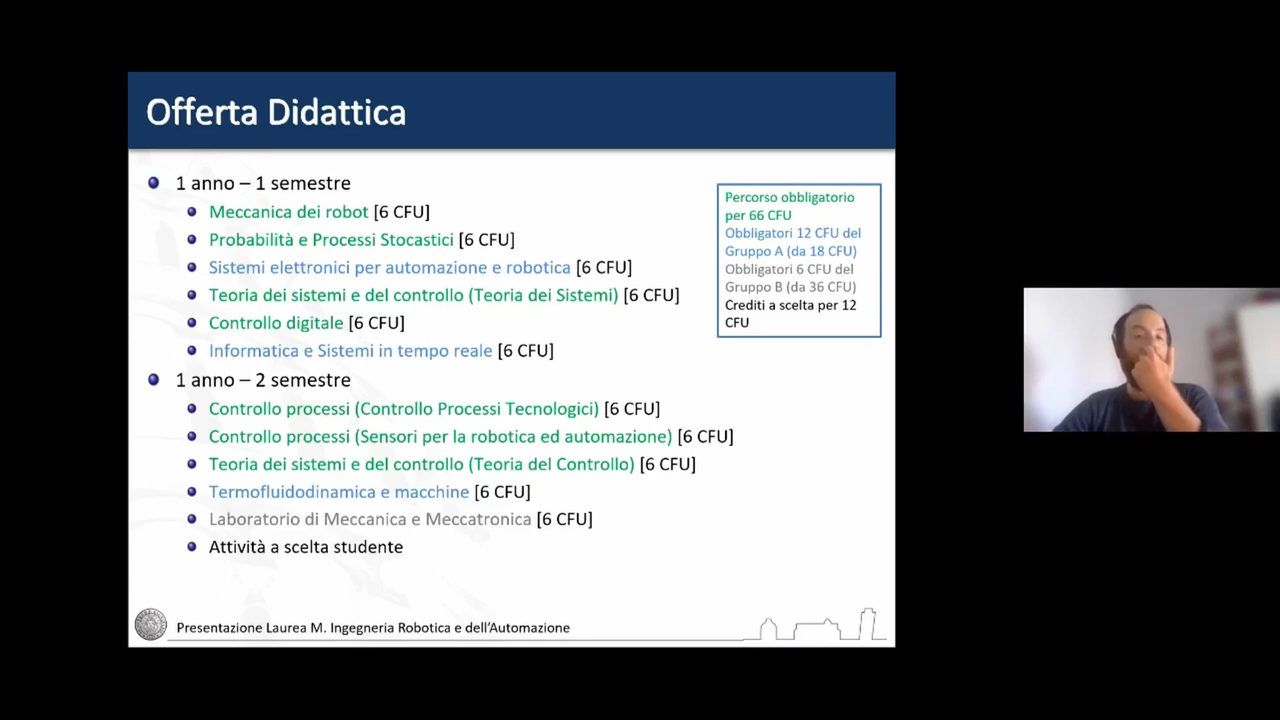 Offerta Didattica
1 anno – 1 semestre
Meccanica dei robot [6 CFU]
Probabilità e Processi Stocastici [6 CFU]
Sistemi elettronici per automazione e robotica [6 CFU]
Teoria dei sistemi e del controllo (Teoria dei Sistemi) [6 CFU]
Controllo digitale [6 CFU]
Informatica e Sistemi in tempo reale [6 CFU]
1 anno – 2 semestre
Controllo processi (Controllo Processi Tecnologici) [6 CFU]
Controllo processi (Sensori per la robotica ed automazione) [6 CFU]
Teoria dei sistemi e del controllo (Teoria del Controllo) [6 CFU]
Termofluidodinamica e macchine [6 CFU]
Laboratorio di Meccanica e Meccatronica [6 CFU]
Attività a scelta studente
Percorso obbligatorio
per 66 CFU
Obbligatori 12 CFU del
Gruppo A (da 18 CFU)
Obbligatori 6 CFU del
Gruppo B (da 36 CFU)
Crediti a scelta per 12
CFU
Presentazione Laurea M. Ingegneria Robotica e dell'Automazione